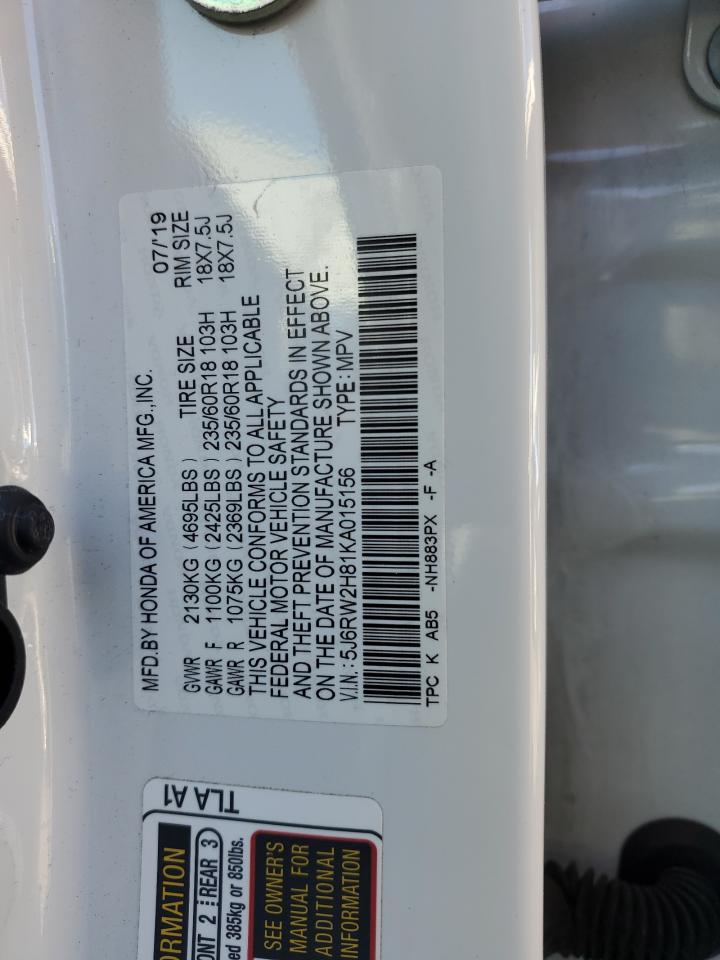 MFD.BY HONDA OF AMERICA MFG.,INC. 07/'19
GVWR 2130KG (4695LBS) TIRE SIZE RIM SIZE
GAWR F 1100KG (2425LBS) 235/60R18 103H 18X7.5J
GAWR R 1075KG (2369LBS) 235/60R18 103H 18X7.5J
THIS VEHICLE CONFORMS TO ALL APPLICABLE
FEDERAL MOTOR VEHICLE SAFETY
AND THEFT PREVENTION STANDARDS IN EFFECT
ON THE DATE OF MANUFACTURE SHOWN ABOVE.
V.I.N.: 5J6RW2H81KA015156 TYPE: MPV
TPC K AB5 -NH883PX -F -A
TLA A1
ORMATION
ONT 2 REAR 3
ed 385kg or 850lbs.
SEE OWNER'S
MANUAL FOR
ADDITIONAL
INFORMATION